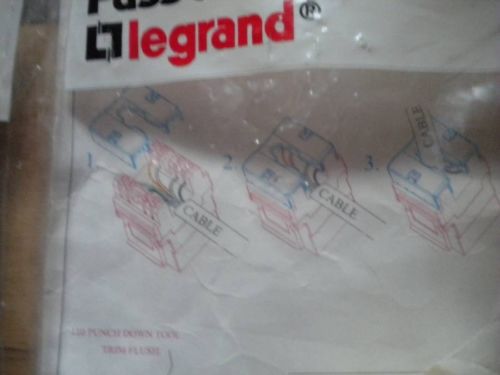 legrand®
1.
2.
3.
CABLE
CABLE
CABLE
110 PUNCH DOWN TOOL
TRIM FLUSH